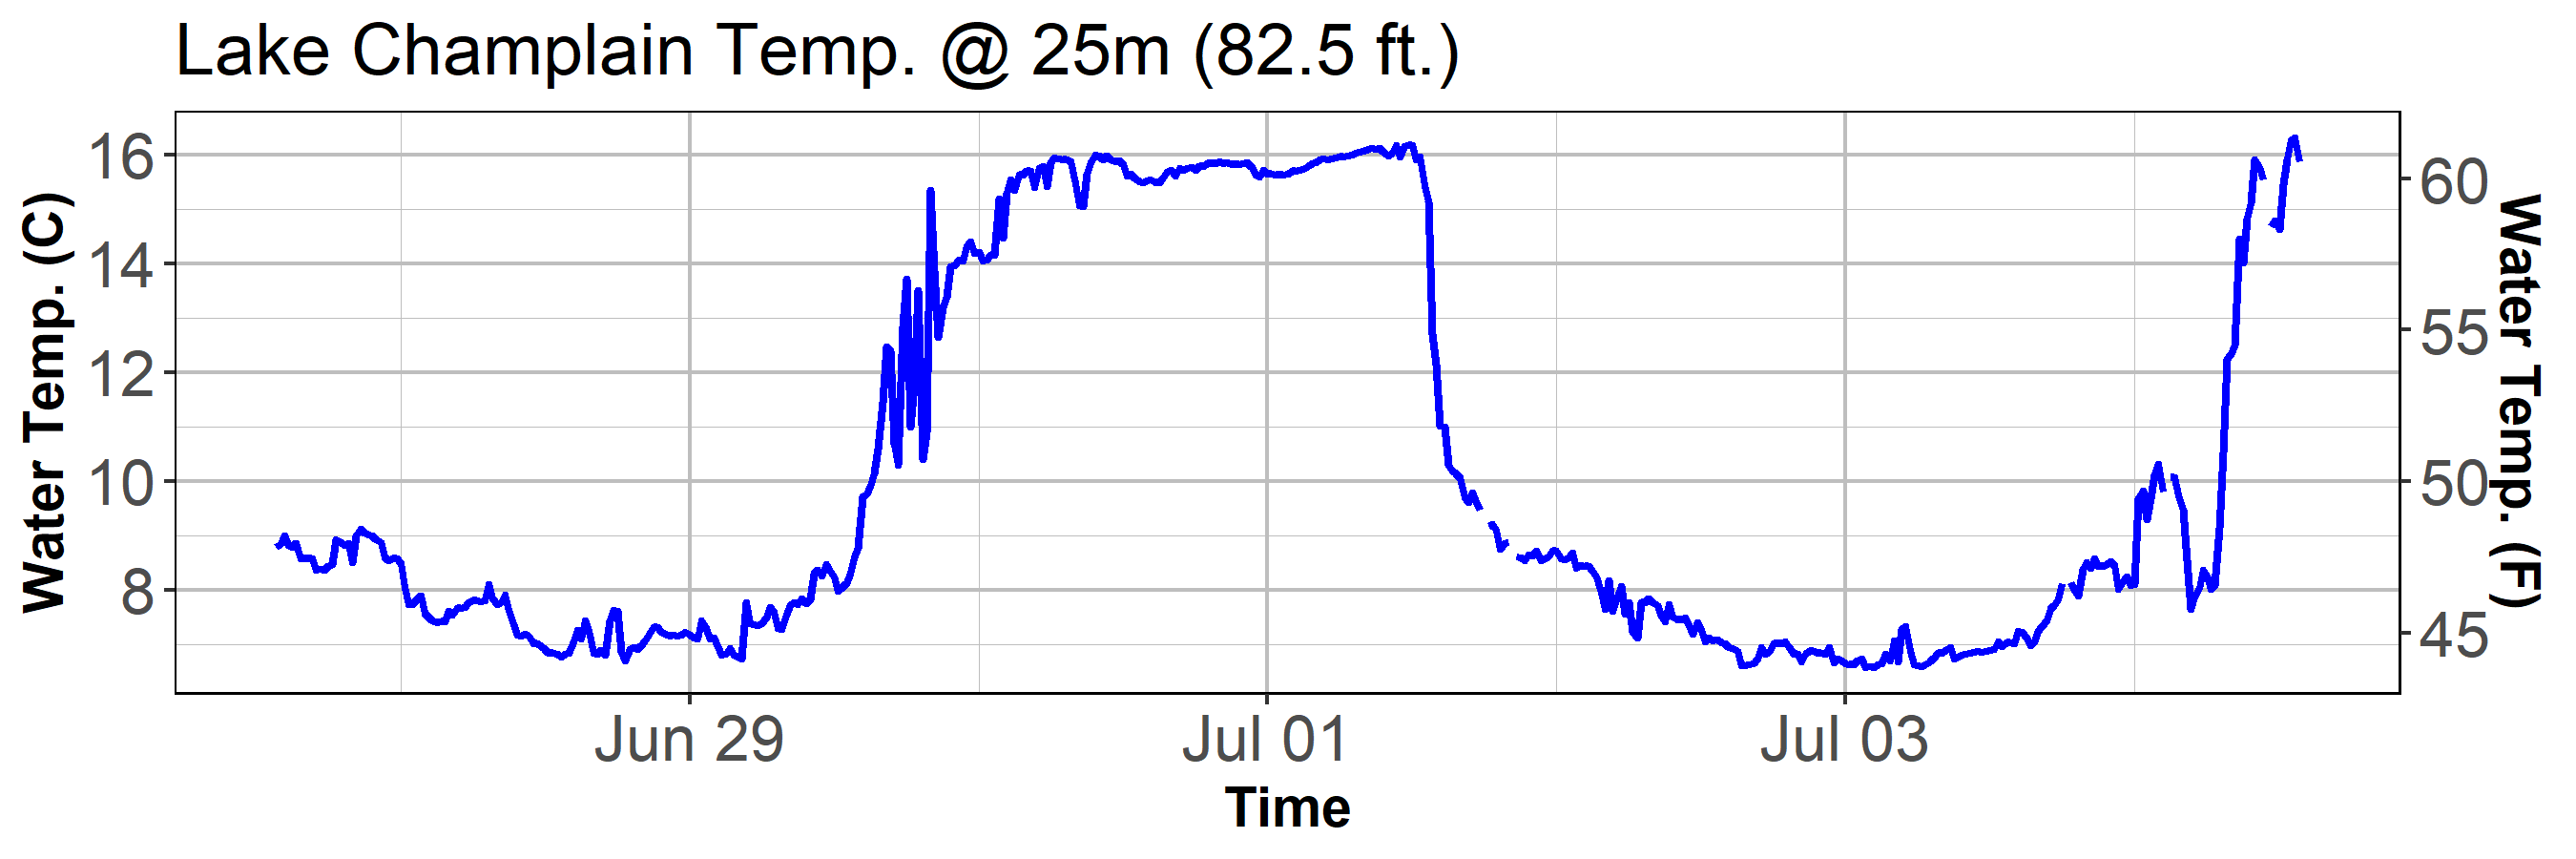 Lake Champlain Temp. @ 25m (82.5 ft.)
Water Temp. (C)
16
14
12
10
8
60
55
50
45
Water Temp. (F)
Jun 29
Jul 01
Jul 03
Time